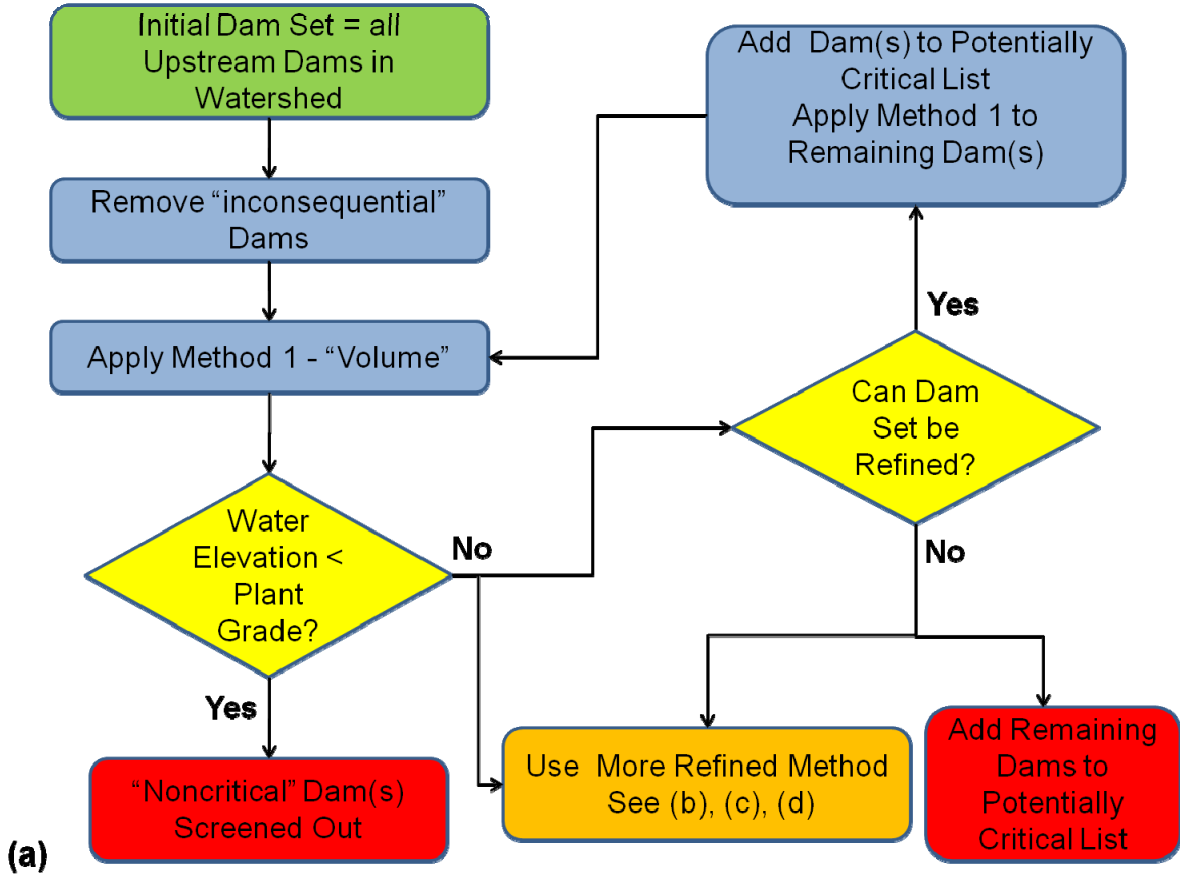 Initial Dam Set = all
Upstream Dams in
Watershed
Remove “inconsequential”
Dams
Apply Method 1 - “Volume”
Water
Elevation <
Plant
Grade?
Yes
“Noncritical” Dam(s)
Screened Out
No
Add Dam(s) to Potentially
Critical List
Apply Method 1 to
Remaining Dam(s)
Yes
Can Dam
Set be
Refined?
No
Use More Refined Method
See (b), (c), (d)
Add Remaining
Dams to
Potentially
Critical List
(a)